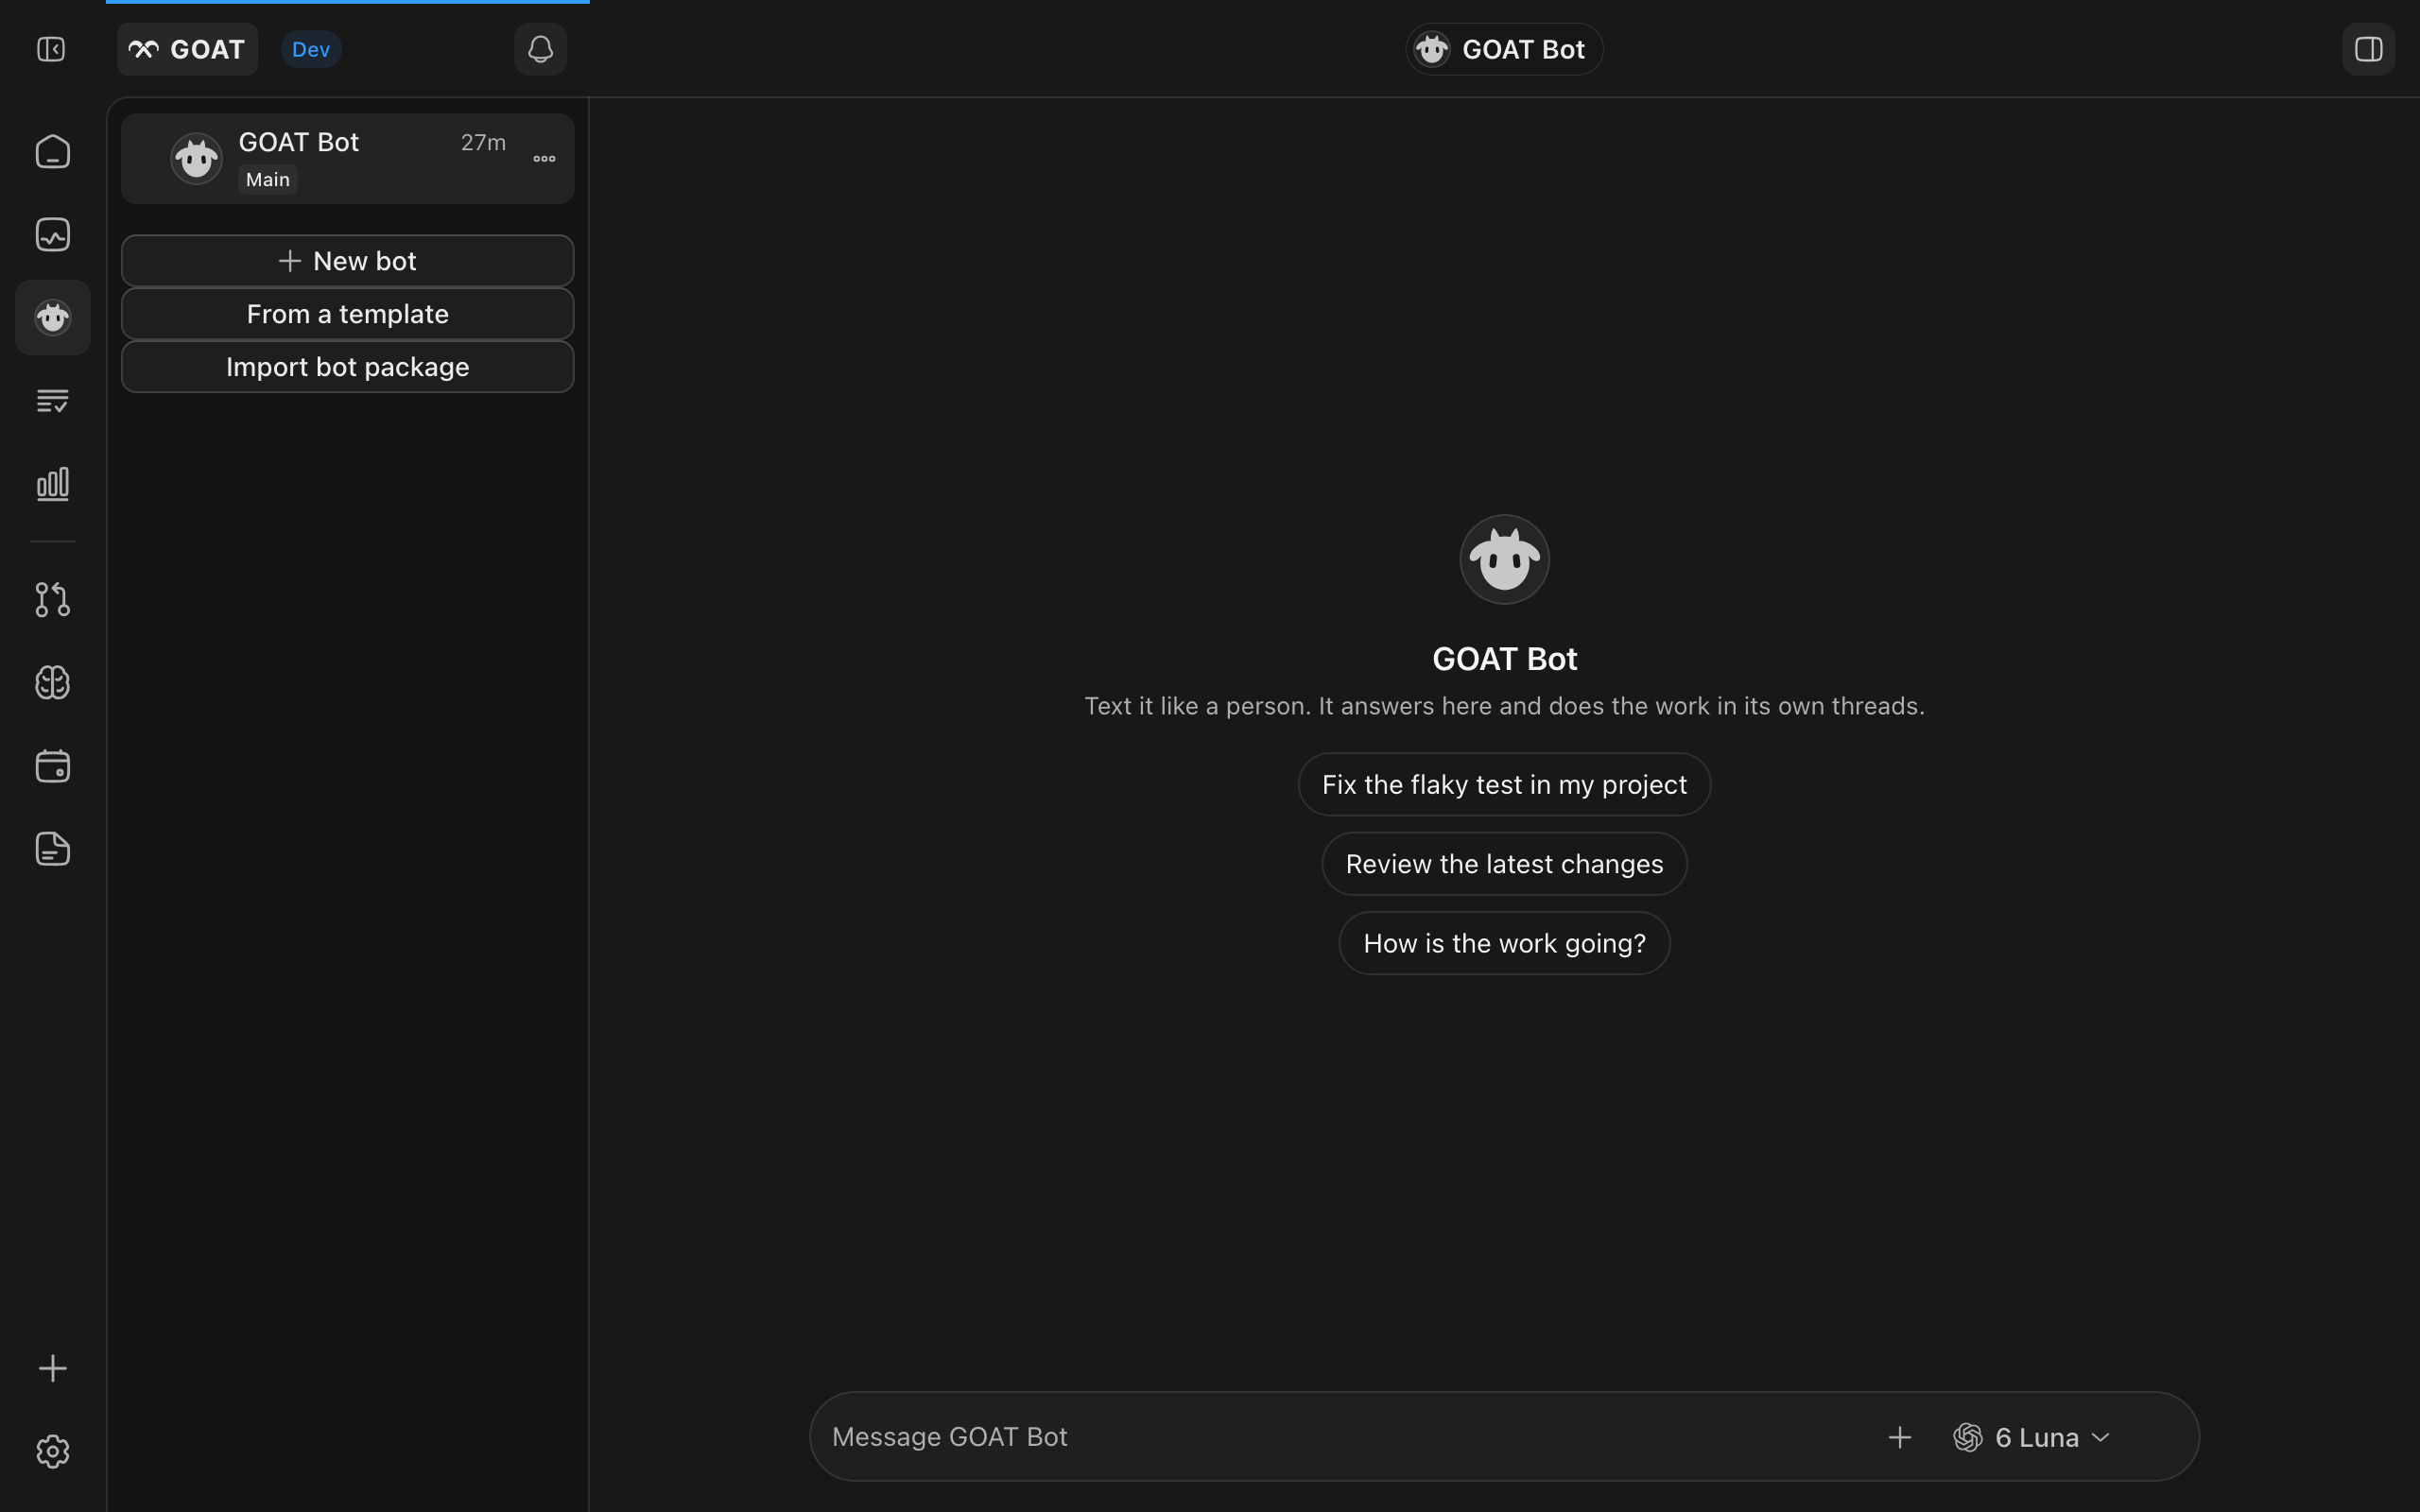 GOAT
Dev
GOAT Bot
GOAT Bot
27m
Main
New bot
From a template
Import bot package
GOAT Bot
Text it like a person. It answers here and does the work in its own threads.
Fix the flaky test in my project
Review the latest changes
How is the work going?
Message GOAT Bot
6 Luna